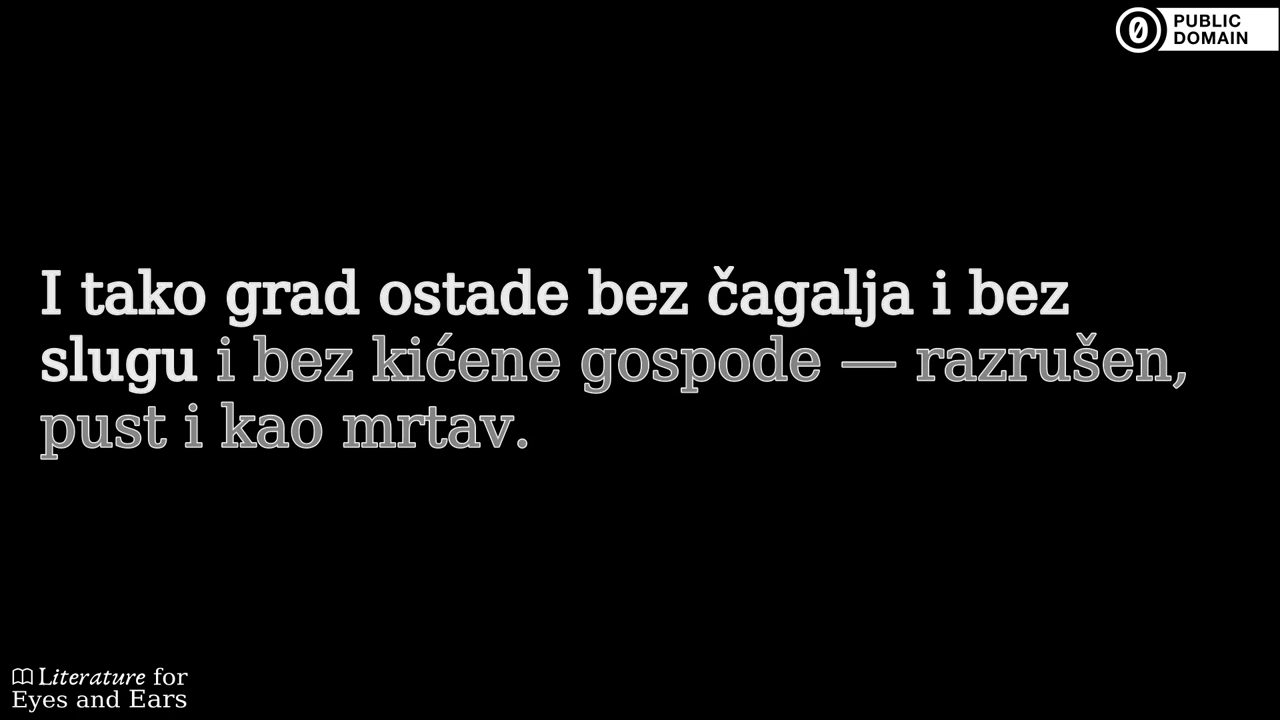 PUBLIC
DOMAIN
I tako grad ostade bez čagalja i bez
slugu i bez kićene gospode — razrušen,
pust i kao mrtav.
Literature for
Eyes and Ears